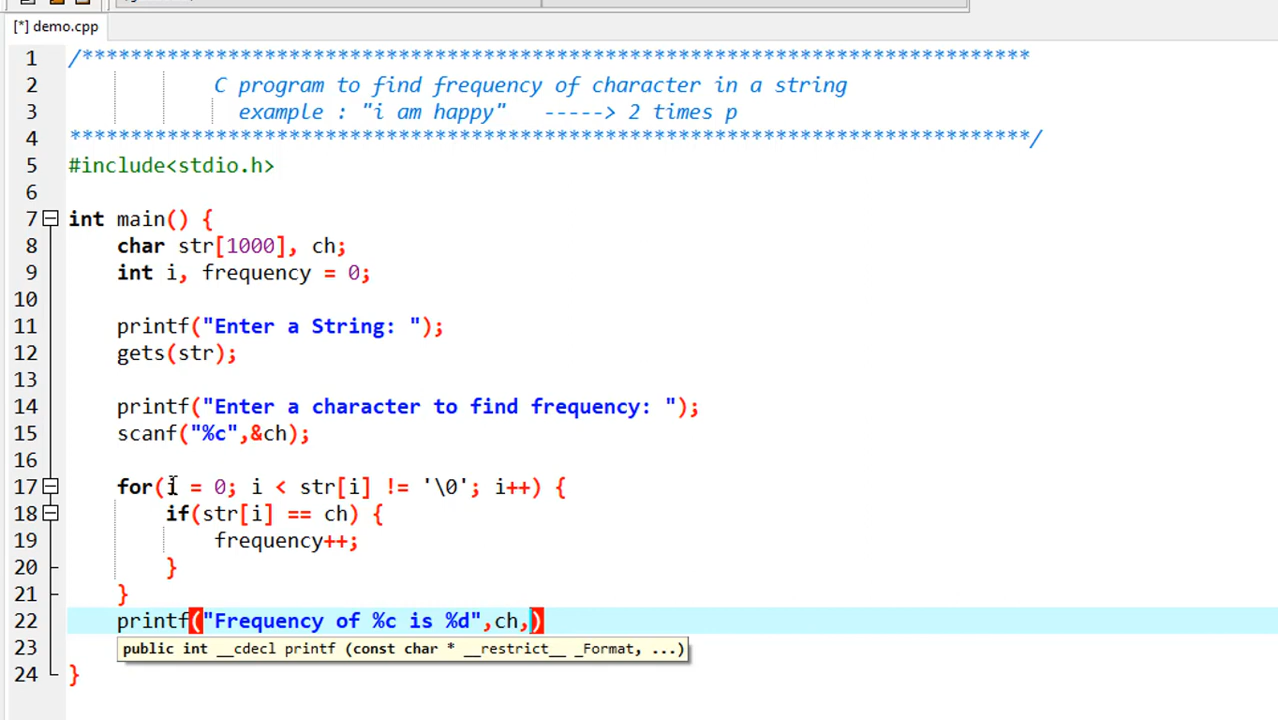 [*] demo.cpp
1 /*******************************************************************************
2 C program to find frequency of character in a string
3 example : "i am happy" -----> 2 times p
4 *******************************************************************************/
5 #include<stdio.h>
6
7 int main() {
8 char str[1000], ch;
9 int i, frequency = 0;
10
11 printf("Enter a String: ");
12 gets(str);
13
14 printf("Enter a character to find frequency: ");
15 scanf("%c",&ch);
16
17 for(i = 0; i < str[i] != '\0'; i++) {
18 if(str[i] == ch) {
19 frequency++;
20 }
21 }
22 printf("Frequency of %c is %d",ch,)
23 public int __cdecl printf (const char * __restrict__ _Format, ...)
24 }